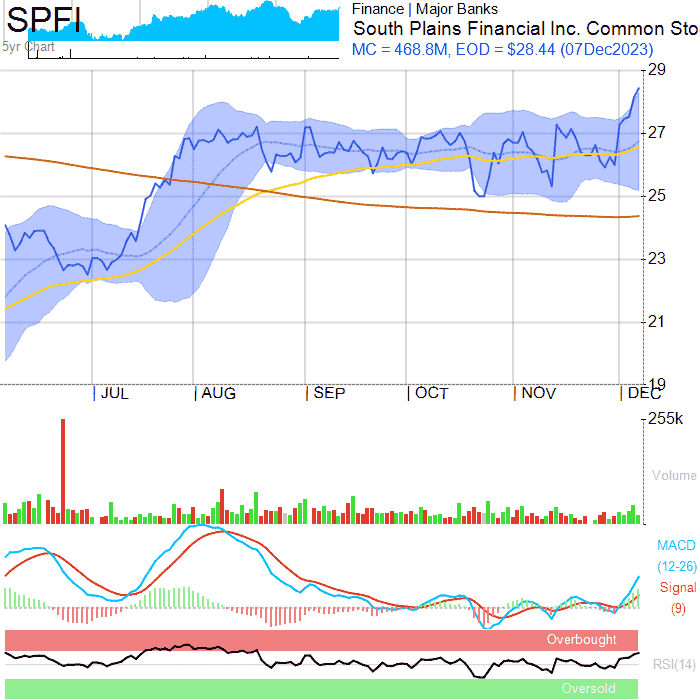 SPFI
5yr Chart
Finance | Major Banks
South Plains Financial Inc. Common Sto
MC = 468.8M, EOD = $28.44 (07Dec2023)
29
27
25
23
21
19
JUL AUG SEP OCT NOV DEC
255k
Volume
MACD
(12-26)
Signal
(9)
Overbought
RSI(14)
Oversold